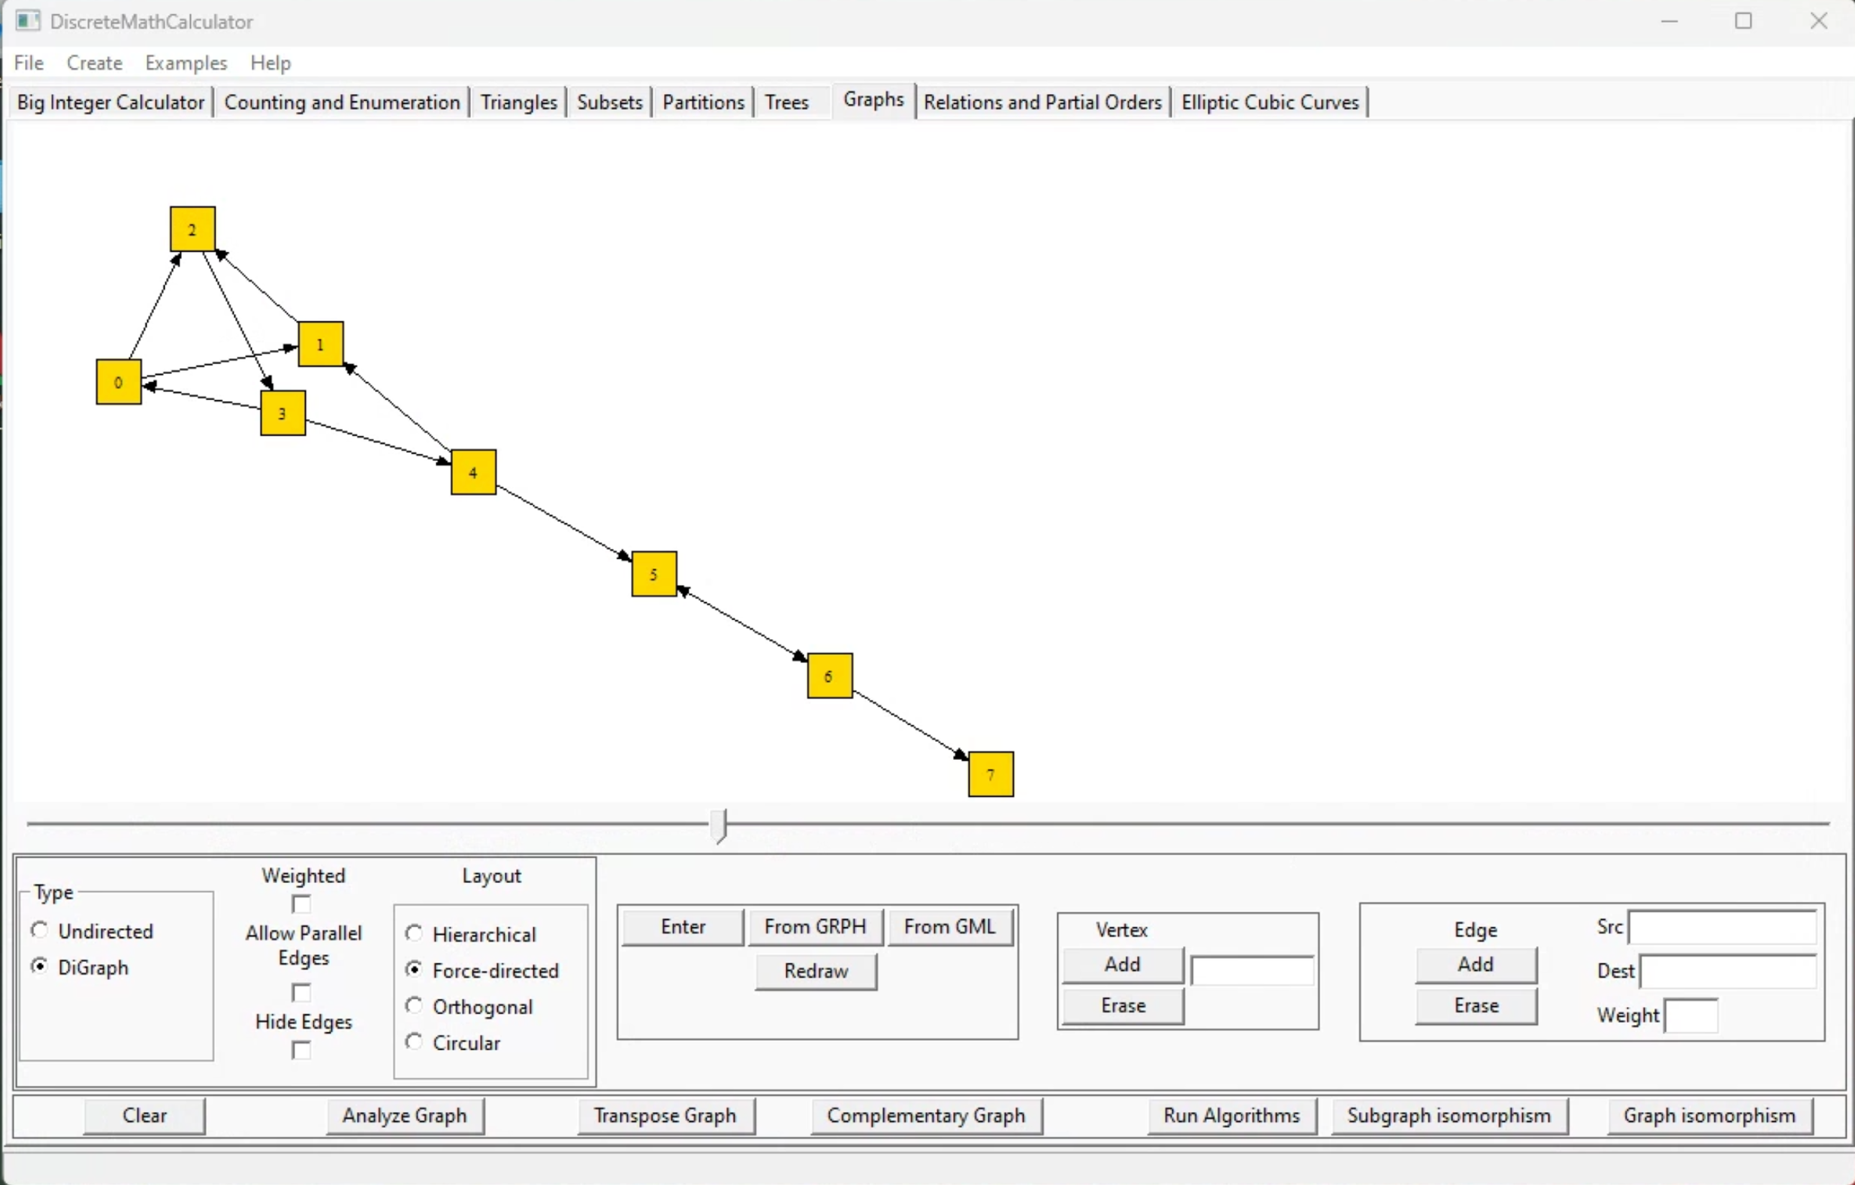 DiscreteMathCalculator
File Create Examples Help
Big Integer Calculator Counting and Enumeration Triangles Subsets Partitions Trees Graphs Relations and Partial Orders Elliptic Cubic Curves
2
1
0
3
4
5
6
7
Type
Undirected
DiGraph
Weighted
Allow Parallel
Edges
Hide Edges
Layout
Hierarchical
Force-directed
Orthogonal
Circular
Enter From GRPH From GML
Redraw
Vertex
Add
Erase
Edge
Add
Erase
Src
Dest
Weight
Clear Analyze Graph Transpose Graph Complementary Graph Run Algorithms Subgraph isomorphism Graph isomorphism